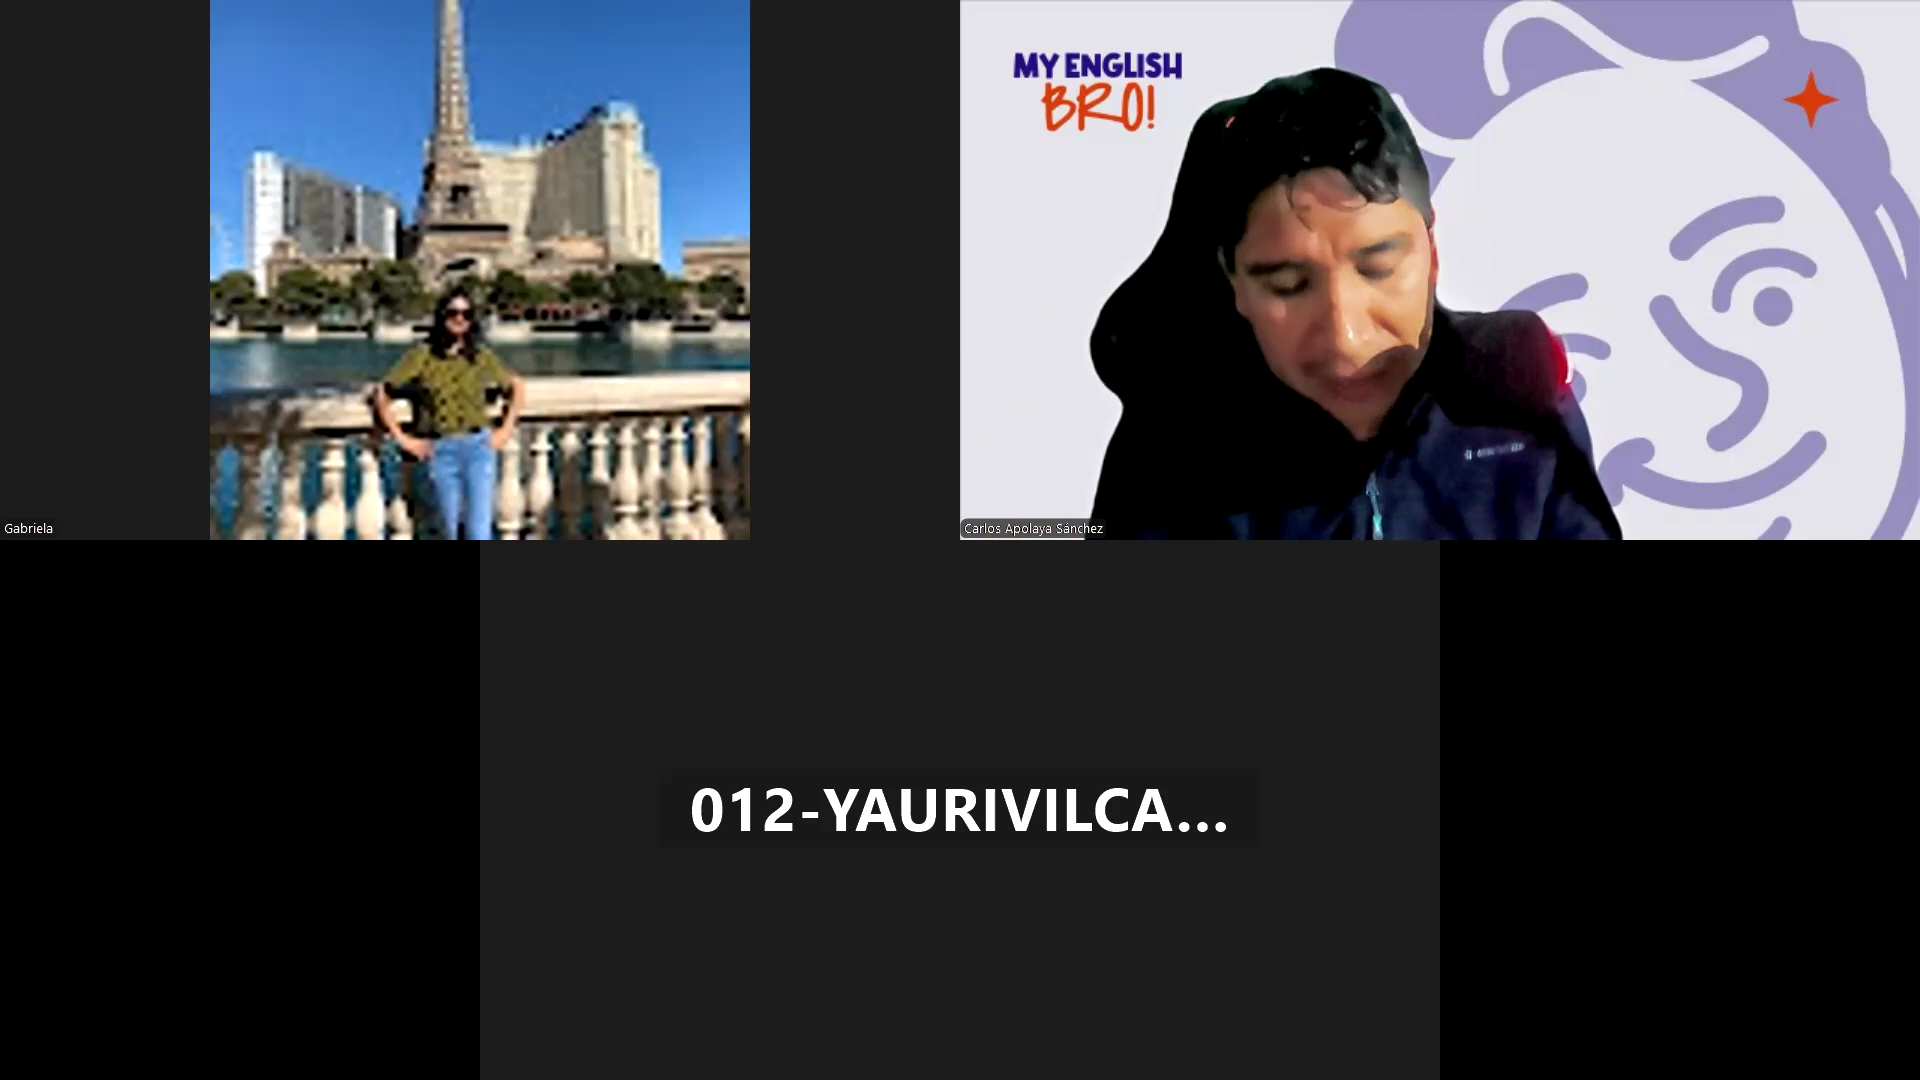 MY ENGLISH
BRO!
Gabriela
Carlos Apolaya Sánchez
012-YAURIVILCA...